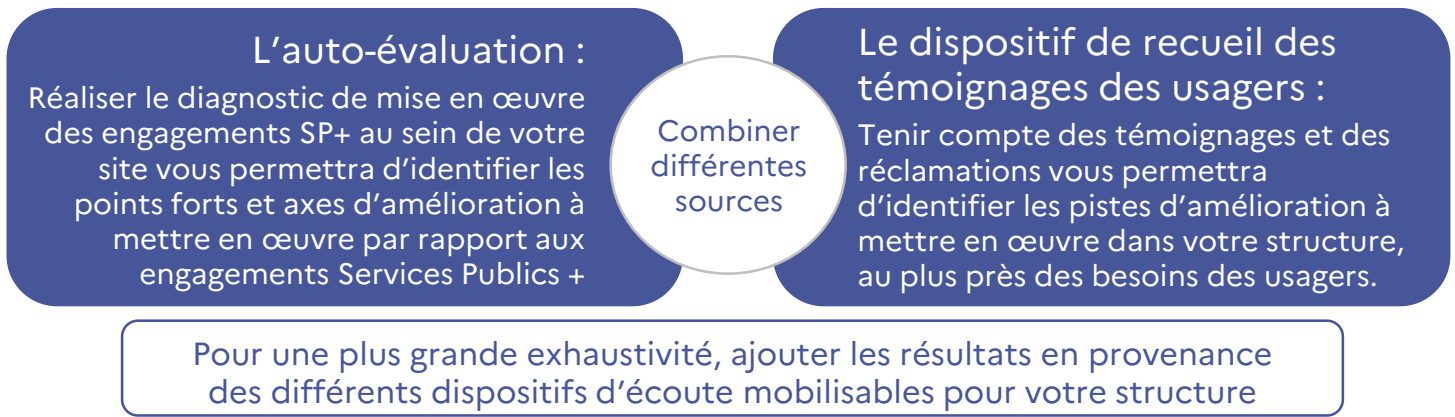 L’auto-évaluation :
Réaliser le diagnostic de mise en œuvre
des engagements SP+ au sein de votre
site vous permettra d’identifier les
points forts et axes d’amélioration à
mettre en œuvre par rapport aux
engagements Services Publics +
Combiner
différentes
sources
Le dispositif de recueil des
témoignages des usagers :
Tenir compte des témoignages et des
réclamations vous permettra
d’identifier les pistes d’amélioration à
mettre en œuvre dans votre structure,
au plus près des besoins des usagers.
Pour une plus grande exhaustivité, ajouter les résultats en provenance
des différents dispositifs d’écoute mobilisables pour votre structure